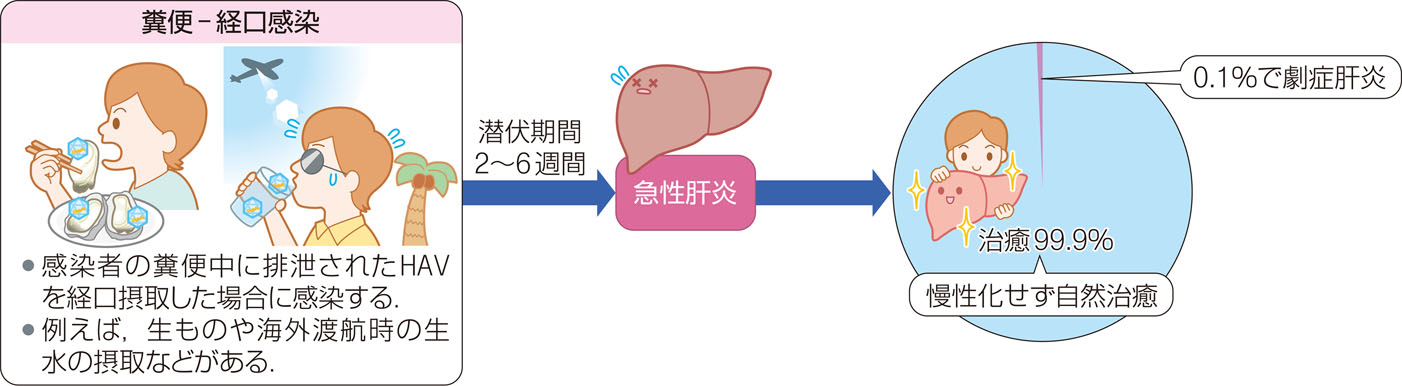 糞便−経口感染
● 感染者の糞便中に排泄されたHAV
を経口摂取した場合に感染する.
● 例えば,生ものや海外渡航時の生
水の摂取などがある.
潜伏期間
2〜6週間
急性肝炎
0.1%で劇症肝炎
治癒99.9%
慢性化せず自然治癒